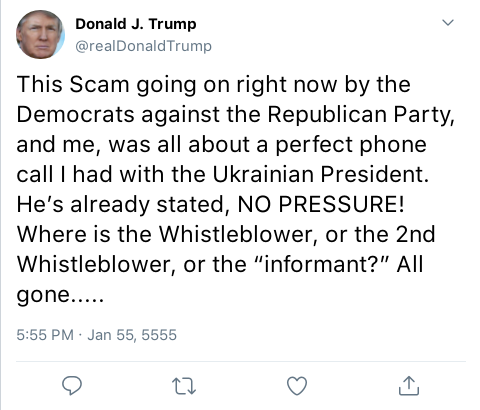 Donald J. Trump
@realDonaldTrump
This Scam going on right now by the
Democrats against the Republican Party,
and me, was all about a perfect phone
call I had with the Ukrainian President.
He’s already stated, NO PRESSURE!
Where is the Whistleblower, or the 2nd
Whistleblower, or the “informant?” All
gone.....
5:55 PM · Jan 55, 5555